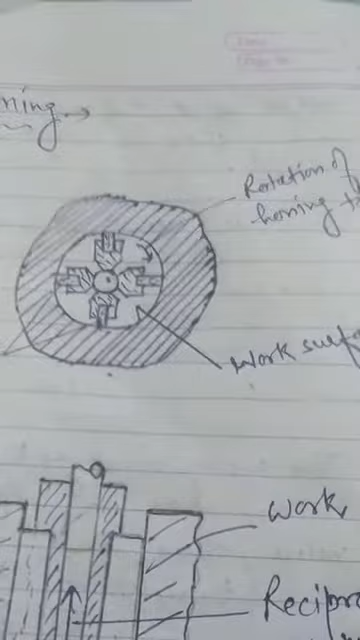 ning →
Rotation of
honing t
work surf
work
Recipro